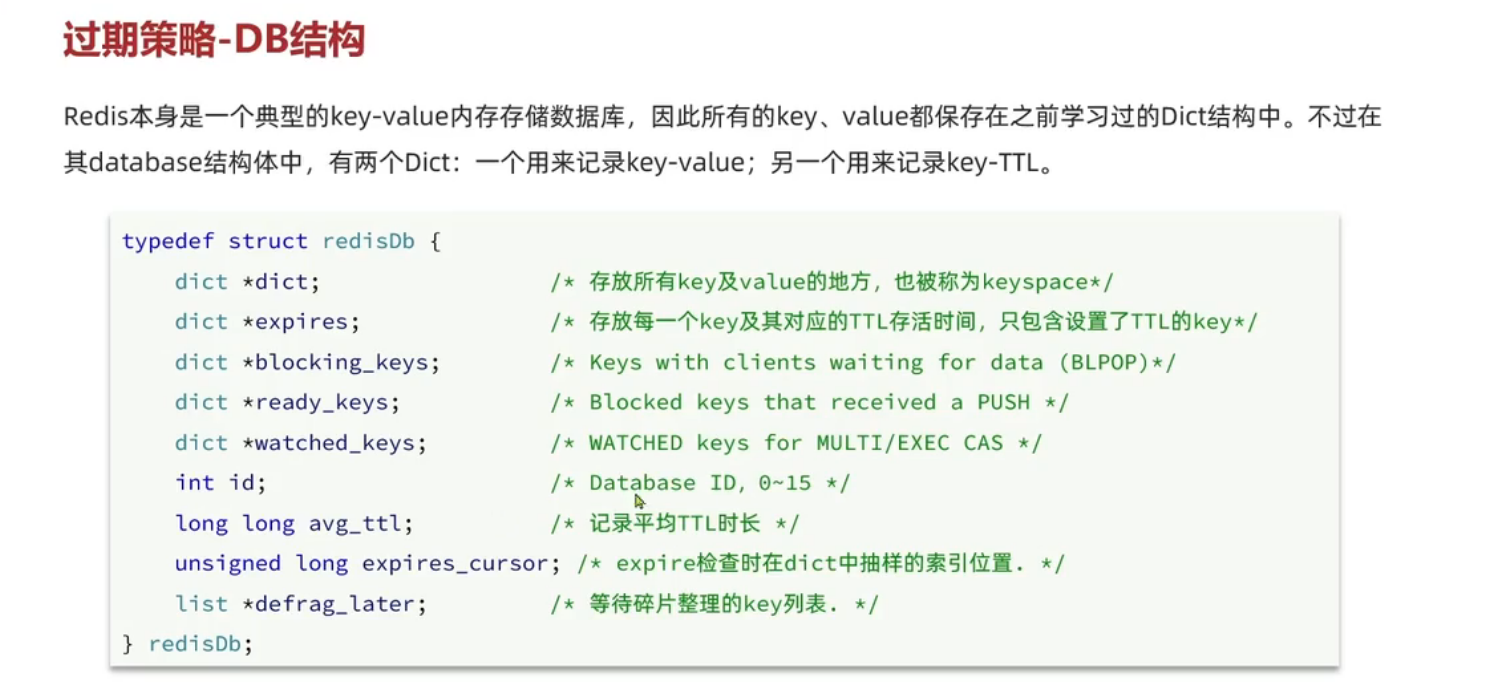 过期策略-DB结构
Redis本身是一个典型的key-value内存存储数据库，因此所有的key、value都保存在之前学习过的Dict结构中。不过在
其database结构体中，有两个Dict：一个用来记录key-value；另一个用来记录key-TTL。
typedef struct redisDb {
    dict *dict;                 /* 存放所有key及value的地方，也被称为keyspace*/
    dict *expires;              /* 存放每一个key及其对应的TTL存活时间，只包含设置了TTL的key*/
    dict *blocking_keys;        /* Keys with clients waiting for data (BLPOP)*/
    dict *ready_keys;           /* Blocked keys that received a PUSH */
    dict *watched_keys;         /* WATCHED keys for MULTI/EXEC CAS */
    int id;                     /* Database ID，0~15 */
    long long avg_ttl;          /* 记录平均TTL时长 */
    unsigned long expires_cursor; /* expire检查时在dict中抽样的索引位置. */
    list *defrag_later;         /* 等待碎片整理的key列表. */
} redisDb;